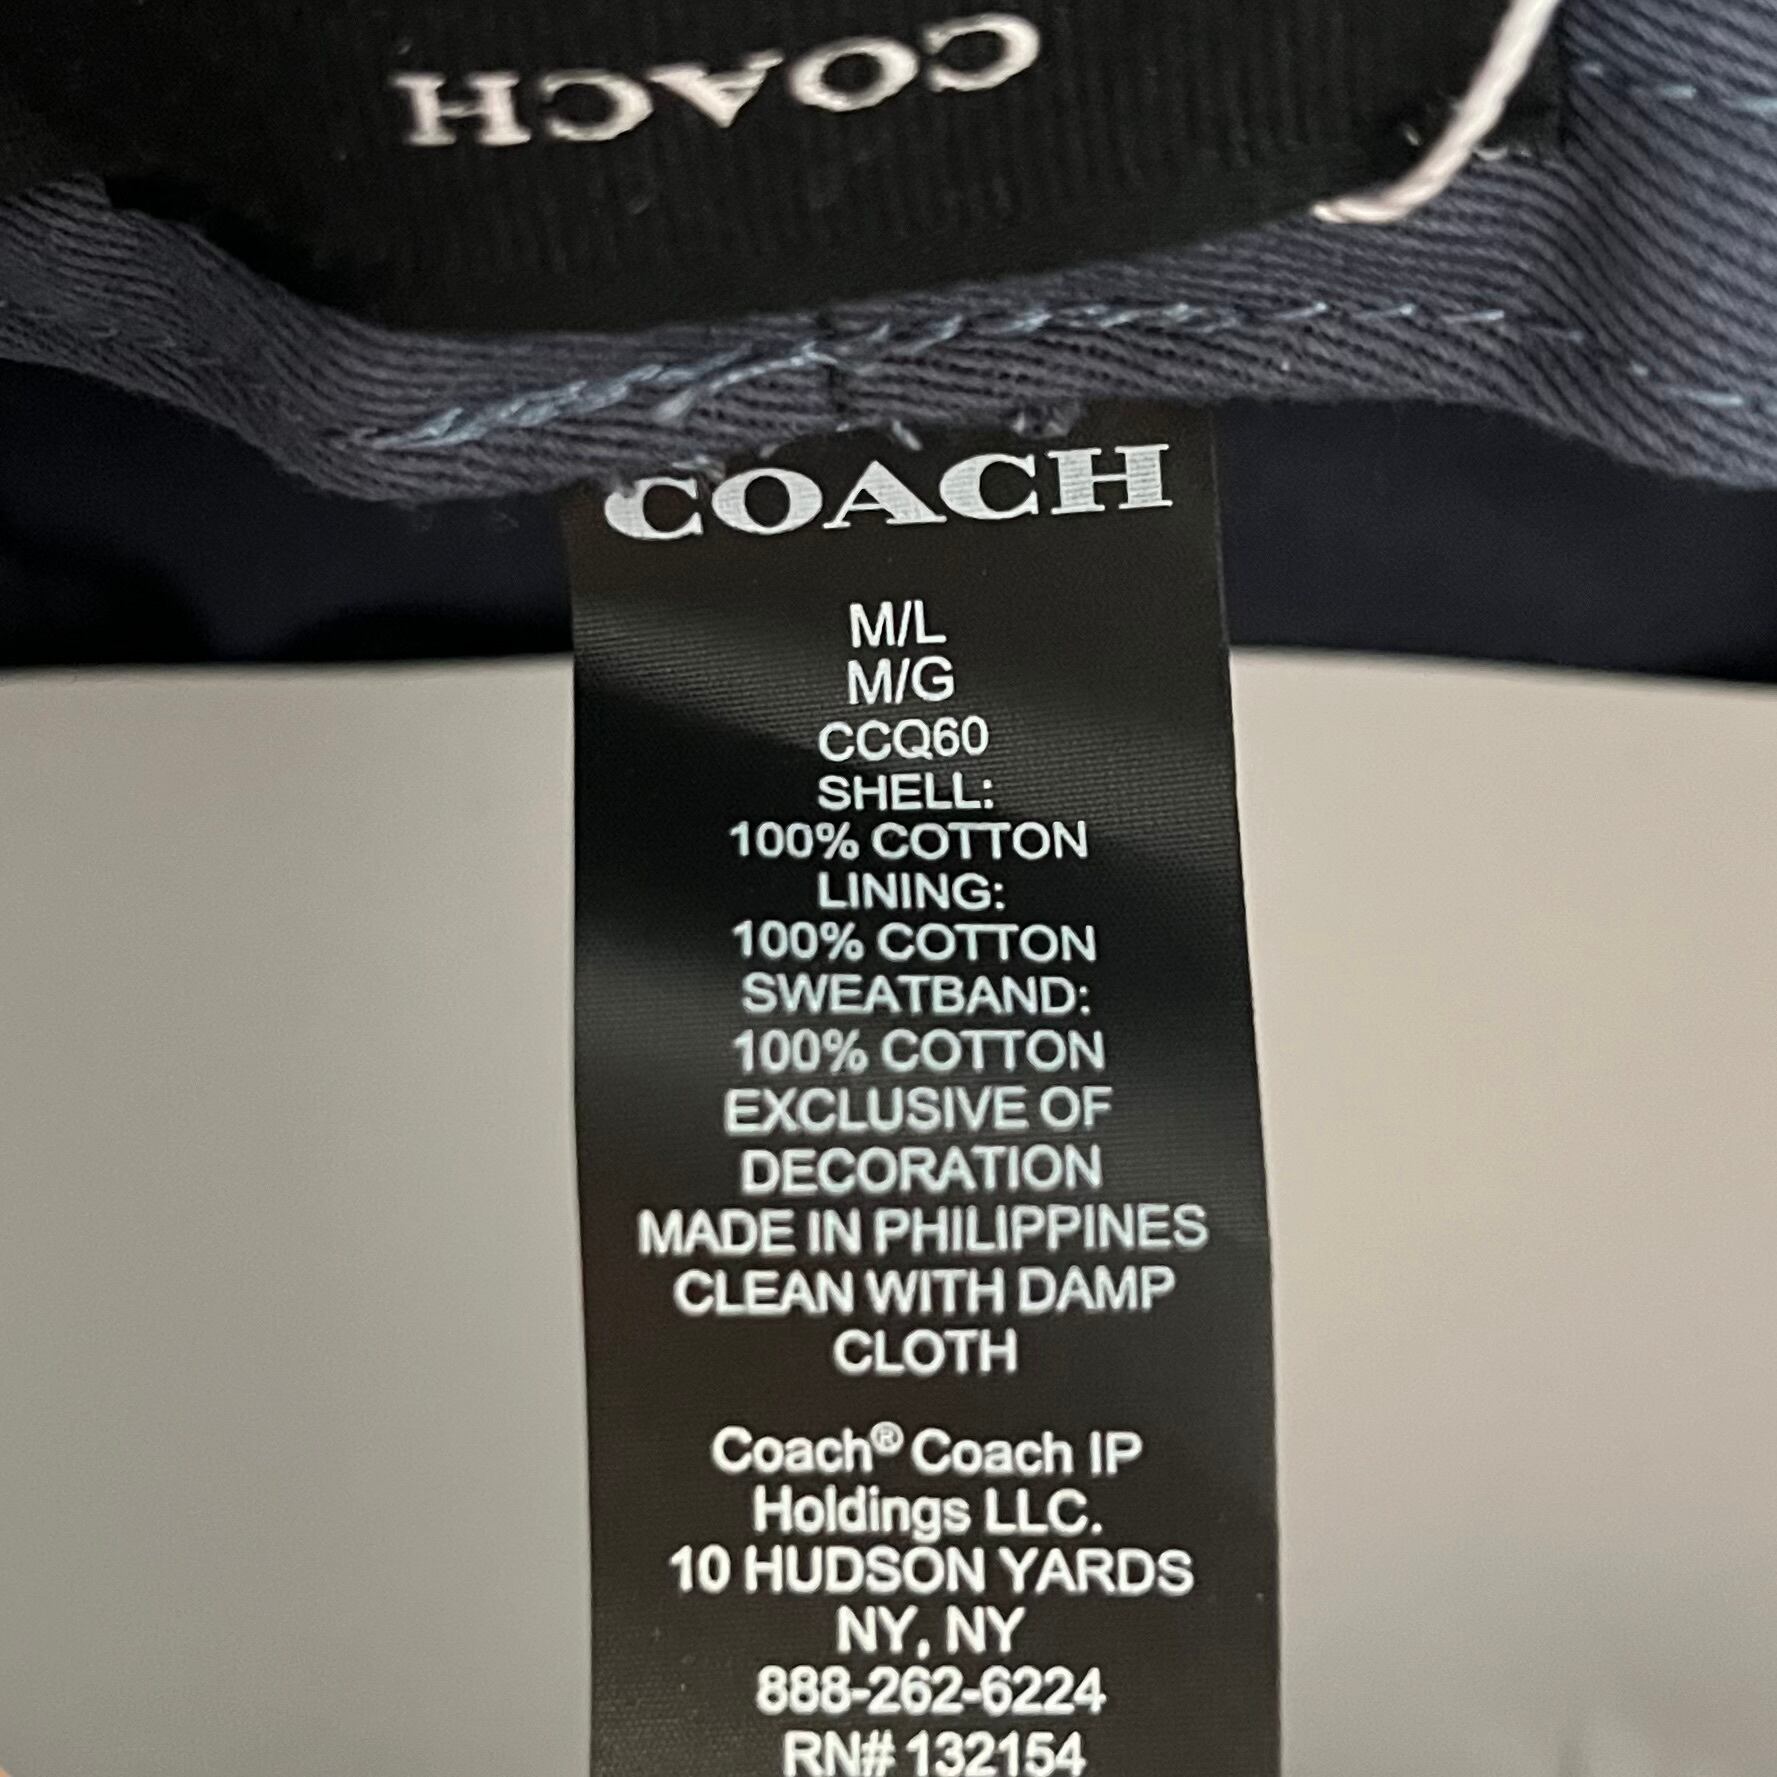 COACH
COACH
M/L
M/G
CCQ60
SHELL:
100% COTTON
LINING:
100% COTTON
SWEATBAND:
100% COTTON
EXCLUSIVE OF
DECORATION
MADE IN PHILIPPINES
CLEAN WITH DAMP
CLOTH
Coach® Coach IP
Holdings LLC.
10 HUDSON YARDS
NY, NY
888-262-6224
RN# 132154